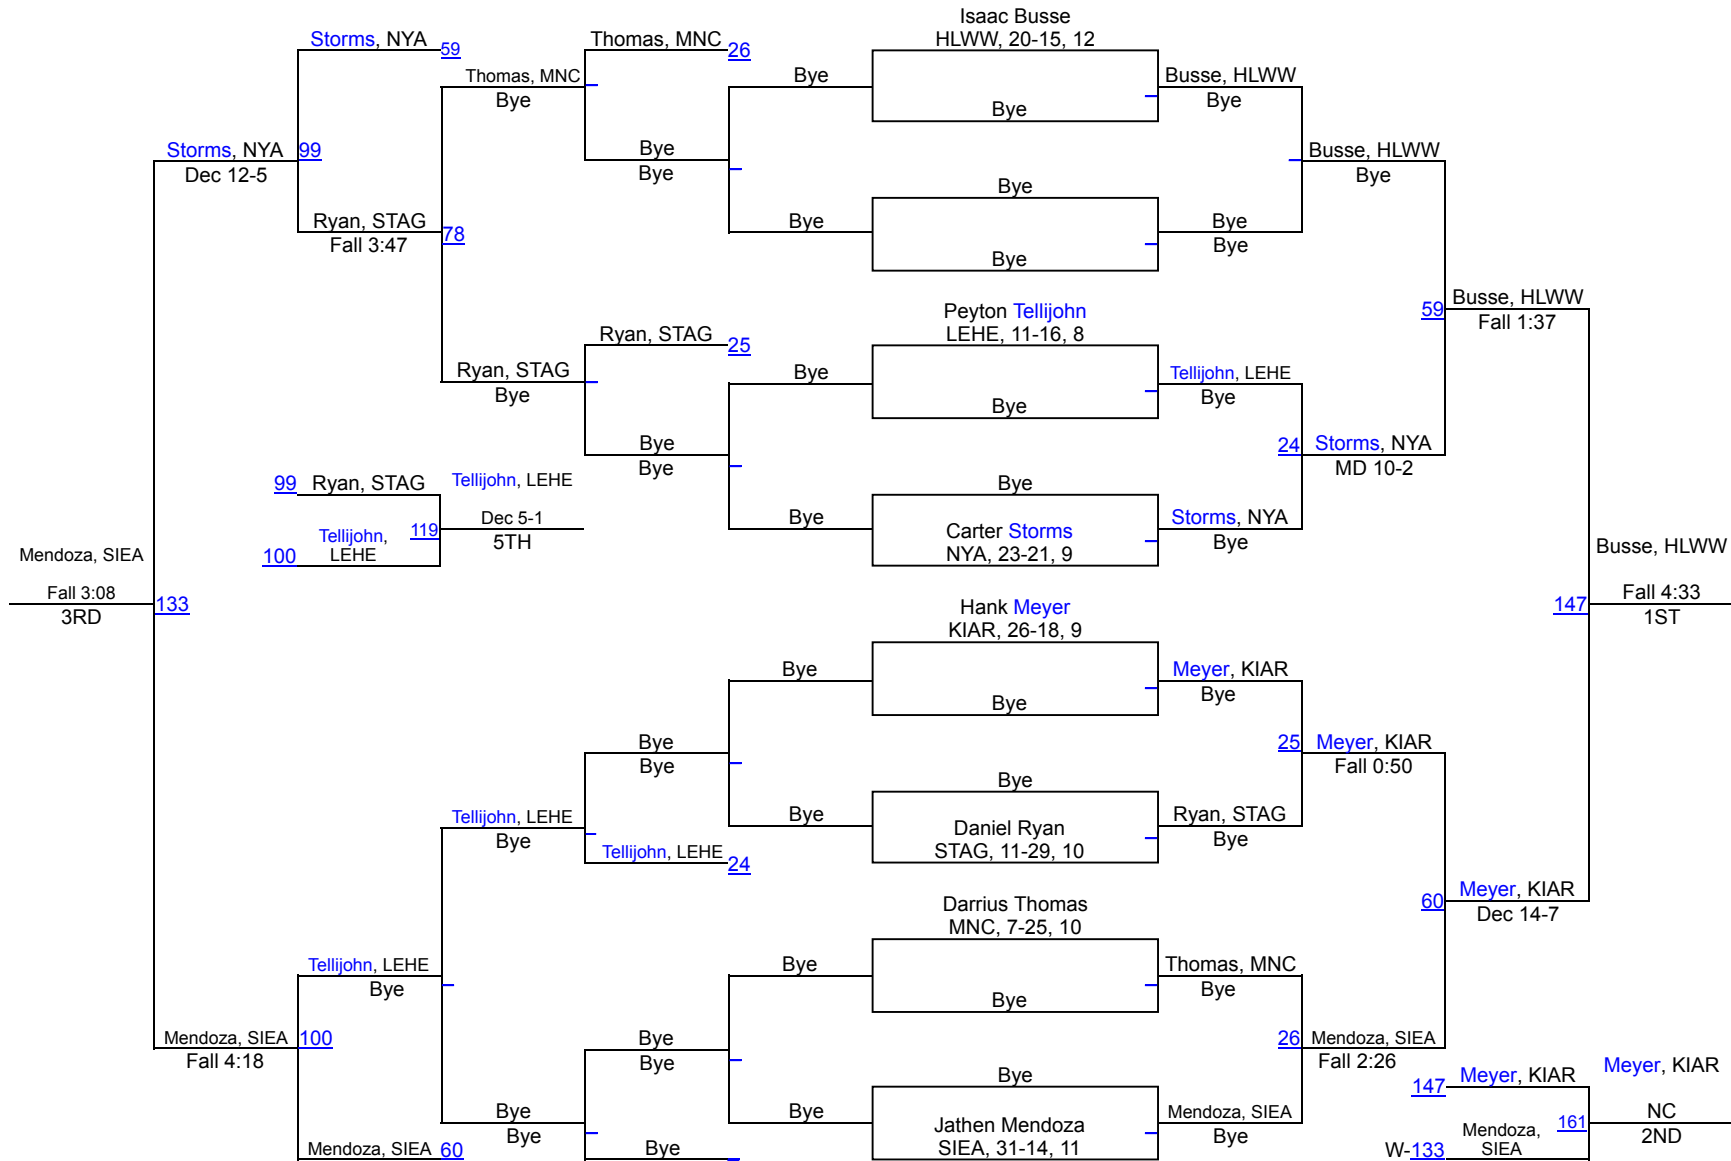 Isaac Busse
HLWW, 20-15, 12
Storms, NYA 59
Thomas, MNC 26
Thomas, MNC
Bye
Bye
Busse, HLWW
Bye
Bye
Storms, NYA 99
Dec 12-5
Bye
Bye
Busse, HLWW
Bye
Bye
Ryan, STAG
Fall 3:47
78
Bye
Bye
Bye
Bye
Peyton Tellijohn
LEHE, 11-16, 8
59 Busse, HLWW
Fall 1:37
Ryan, STAG 25
Ryan, STAG
Bye
Bye
Tellijohn, LEHE
Bye
Bye
Bye
Bye
24 Storms, NYA
MD 10-2
99 Ryan, STAG
Tellijohn, LEHE
Bye
Dec 5-1
5TH
119
Tellijohn,
LEHE
100
Bye
Carter Storms
NYA, 23-21, 9
Storms, NYA
Bye
Mendoza, SIEA
Fall 3:08
3RD
133
Busse, HLWW
147 Fall 4:33
1ST
Hank Meyer
KIAR, 26-18, 9
Bye
Meyer, KIAR
Bye
Bye
Bye
Bye
25 Meyer, KIAR
Fall 0:50
Bye
Tellijohn, LEHE
Bye
Bye
Daniel Ryan
STAG, 11-29, 10
Ryan, STAG
Bye
Tellijohn, LEHE 24
Darrius Thomas
MNC, 7-25, 10
60 Meyer, KIAR
Dec 14-7
Tellijohn, LEHE
Bye
Bye
Thomas, MNC
Bye
Bye
Mendoza, SIEA 100
Fall 4:18
Bye
Bye
26 Mendoza, SIEA
Fall 2:26
Bye
147 Meyer, KIAR
Meyer, KIAR
Bye
Bye
Bye
Jathen Mendoza
SIEA, 31-14, 11
Mendoza, SIEA
Bye
161 NC
2ND
Mendoza,
SIEA
W-133
Mendoza, SIEA 60
Bye